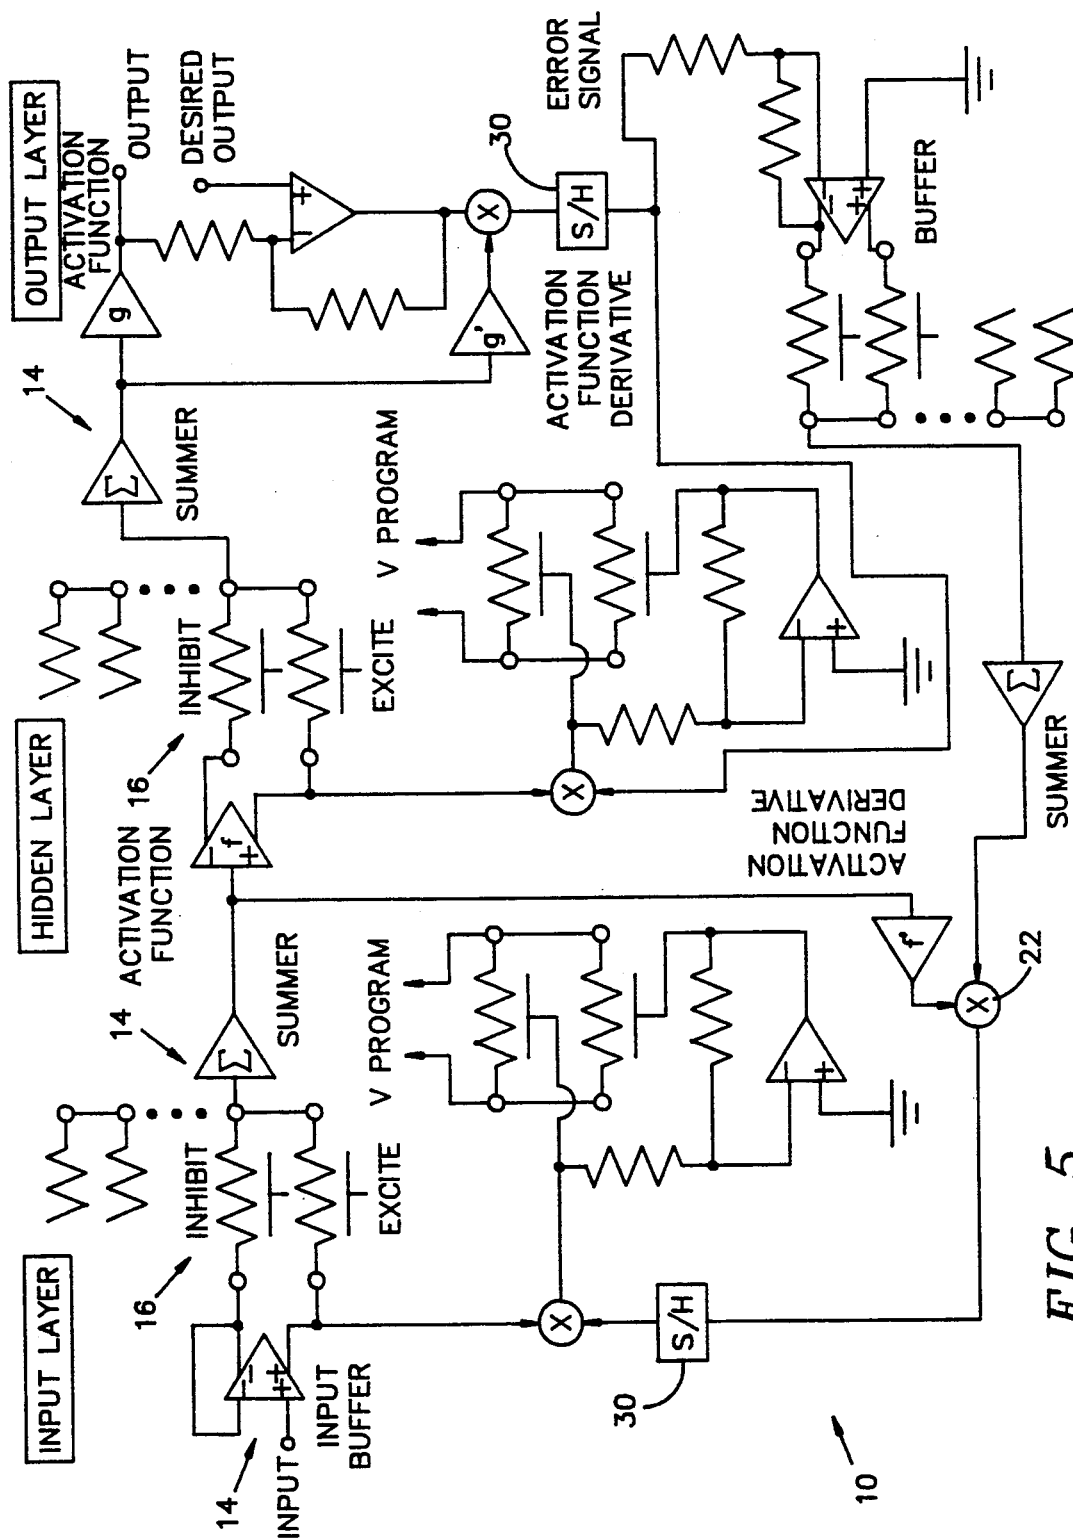 INPUT LAYER
HIDDEN LAYER
OUTPUT LAYER
14
INPUT
INPUT
BUFFER
16
INHIBIT
EXCITE
14
Σ
SUMMER
ACTIVATION
FUNCTION
f
16
INHIBIT
EXCITE
14
Σ
SUMMER
g
ACTIVATION
FUNCTION
OUTPUT
DESIRED
OUTPUT
V PROGRAM
V PROGRAM
g'
X
30
S/H
ACTIVATION
FUNCTION
DERIVATIVE
ERROR
SIGNAL
X
X
ACTIVATION
FUNCTION
DERIVATIVE
f'
BUFFER
30
S/H
X
22
Σ
SUMMER
10
FIG. 5